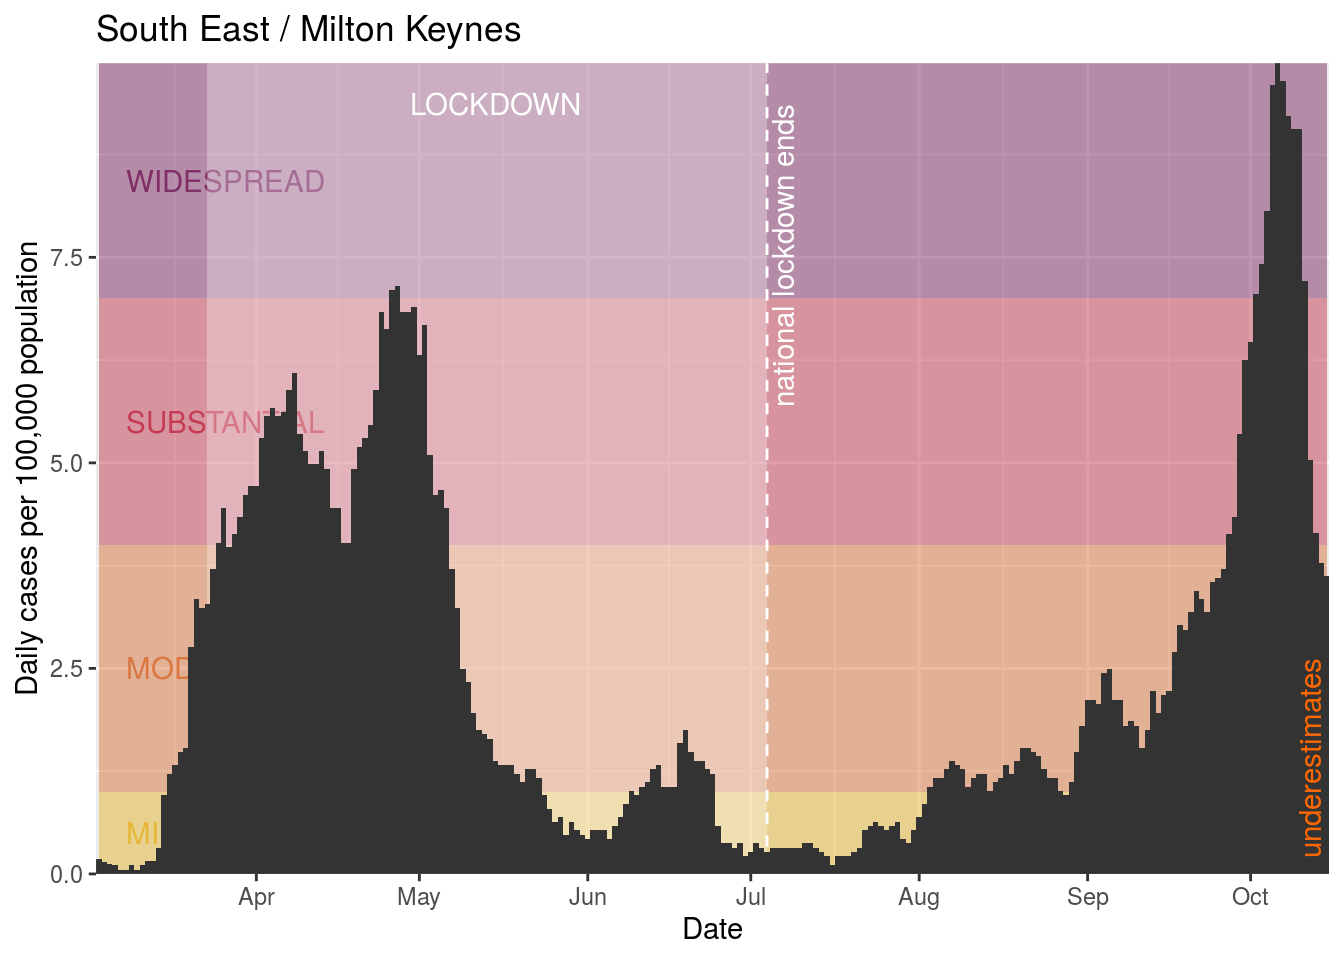 South East / Milton Keynes
LOCKDOWN
WIDESPREAD
national lockdown ends
SUBSTANTIAL
MOD
MI
underestimates
Daily cases per 100,000 population
7.5
5.0
2.5
0.0
Apr May Jun Jul Aug Sep Oct
Date